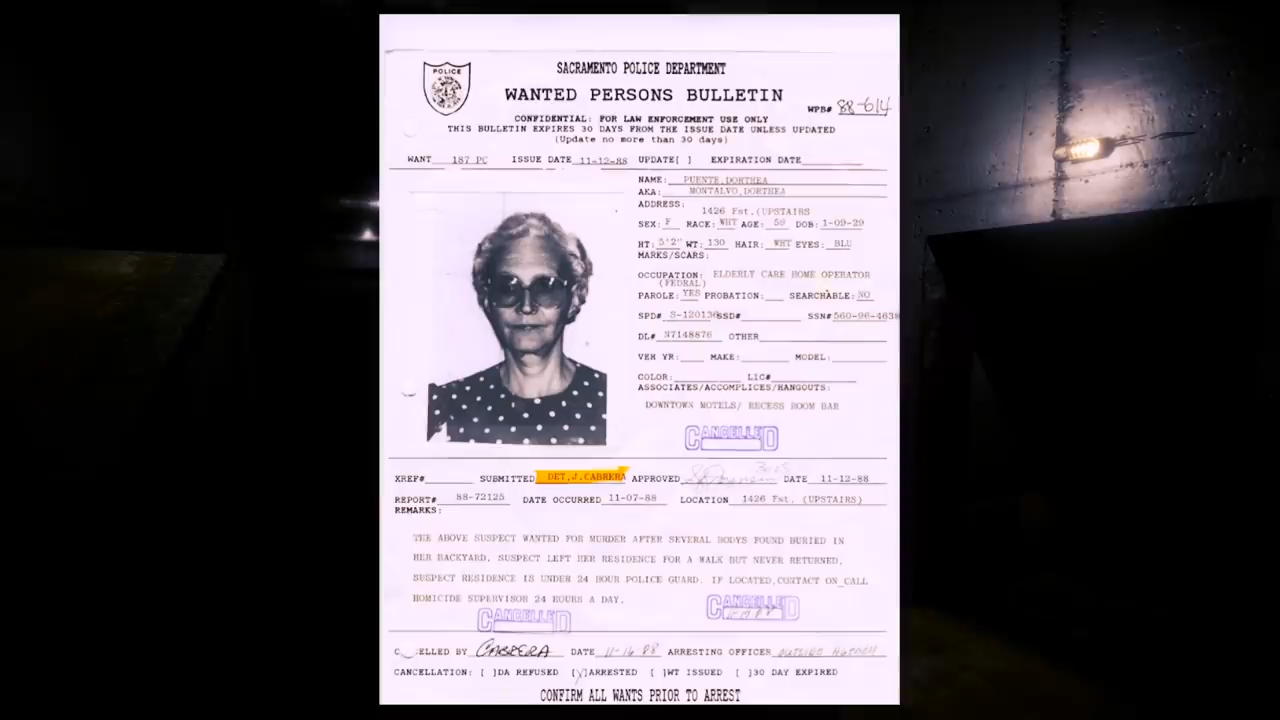 POLICE
SACRAMENTO POLICE DEPARTMENT
WANTED PERSONS BULLETIN
WPB# 88-614
CONFIDENTIAL: FOR LAW ENFORCEMENT USE ONLY
THIS BULLETIN EXPIRES 30 DAYS FROM THE ISSUE DATE UNLESS UPDATED
(Update no more than 30 days)
WANT 187 PC ISSUE DATE 11-12-88 UPDATE[ ] EXPIRATION DATE
NAME: PUENTE,DORTHEA
AKA: MONTALVO,DORTHEA
ADDRESS:
1426 Fst.(UPSTAIRS
SEX: F RACE: WHT AGE: 59 DOB: 1-09-29
HT: 5'2" WT: 130 HAIR: WHT EYES: BLU
MARKS/SCARS:
OCCUPATION: ELDERLY CARE HOME OPERATOR
(FEDRAL)
PAROLE: YES PROBATION: SEARCHABLE: NO
SPD# S-120136 SSD# SSN# 560-96-463
DL# N7148876 OTHER
VEH YR: MAKE: MODEL:
COLOR: LIC#
ASSOCIATES/ACCOMPLICES/HANGOUTS:
DOWNTOWN MOTELS/ RECESS ROOM BAR
CANCELLED
XREF# SUBMITTED DET,J.CABRERA APPROVED DATE 11-12-88
REPORT# 88-72125 DATE OCCURRED 11-07-88 LOCATION 1426 Fst. (UPSTAIRS)
REMARKS:
THE ABOVE SUSPECT WANTED FOR MURDER AFTER SEVERAL BODYS FOUND BURIED IN
HER BACKYARD, SUSPECT LEFT HER RESIDENCE FOR A WALK BUT NEVER RETURNED,
SUSPECT RESIDENCE IS UNDER 24 HOUR POLICE GUARD. IF LOCATED,CONTACT ON_CALL
HOMICIDE SUPERVISOR 24 HOURS A DAY.
CANCELLED
CANCELLED
C ELLED BY CABRERA DATE 11-16-88 ARRESTING OFFICER OUTSIDE
CANCELLATION: [ ]DA REFUSED [X]ARRESTED [ ]WT ISSUED [ ]30 DAY EXPIRED
CONFIRM ALL WANTS PRIOR TO ARREST